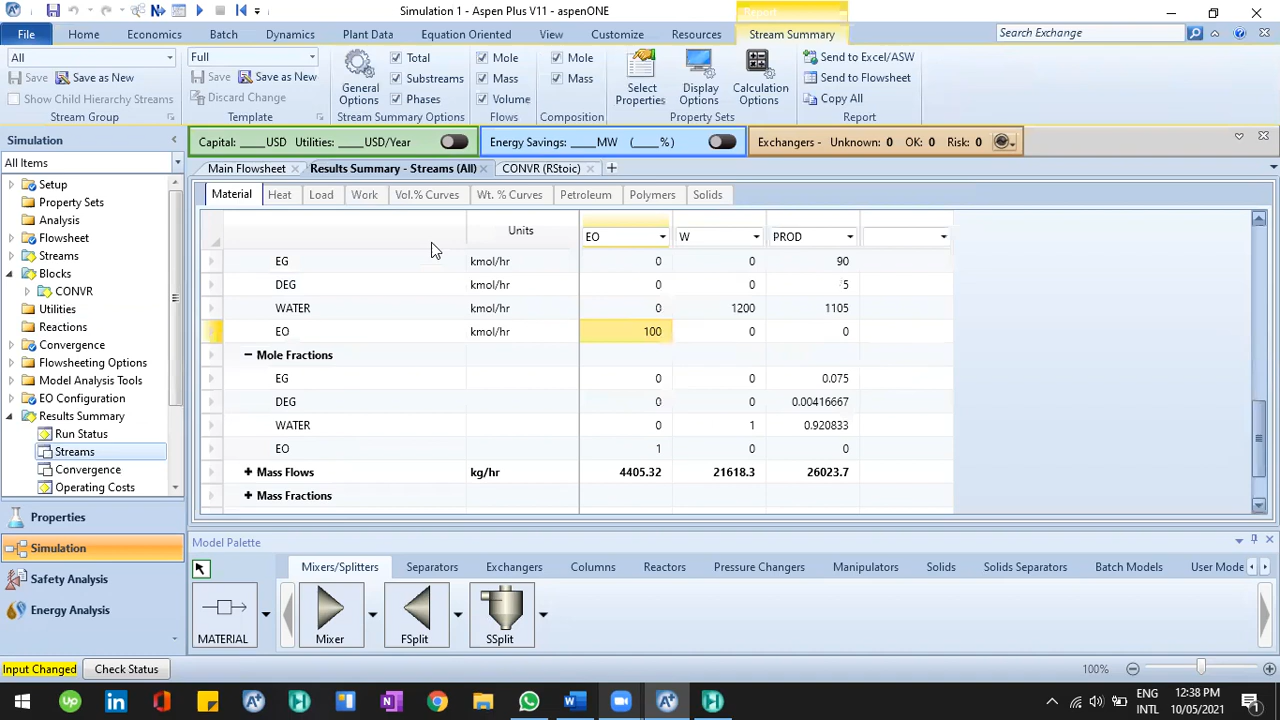 Simulation 1 - Aspen Plus V11 - aspenONE
Report
File Home Economics Batch Dynamics Plant Data Equation Oriented View Customize Resources Stream Summary Search Exchange
All Full
Save Save as New
Show Child Hierarchy Streams
Stream Group
Save Save as New
Discard Change
Template
General Options
Total
Substreams
Phases
Stream Summary Options
Mole
Mass
Volume
Flows
Mole
Mass
Composition
Select Properties
Display Options
Calculation Options
Property Sets
Send to Excel/ASW
Send to Flowsheet
Copy All
Report
Simulation
Capital: _____USD Utilities: _____USD/Year
Energy Savings: _____MW (_____%)
Exchangers - Unknown: 0 OK: 0 Risk: 0
All Items
Setup
Property Sets
Analysis
Flowsheet
Streams
Blocks
CONVR
Utilities
Reactions
Convergence
Flowsheeting Options
Model Analysis Tools
EO Configuration
Results Summary
Run Status
Streams
Convergence
Operating Costs
Properties
Simulation
Safety Analysis
Energy Analysis
Main Flowsheet Results Summary - Streams (All) CONVR (RStoic)
Material Heat Load Work Vol.% Curves Wt. % Curves Petroleum Polymers Solids
Units EO W PROD
EG kmol/hr 0 0 90
DEG kmol/hr 0 0 5
WATER kmol/hr 0 1200 1105
EO kmol/hr 100 0 0
Mole Fractions
EG 0 0 0.075
DEG 0 0 0.00416667
WATER 0 1 0.920833
EO 1 0 0
Mass Flows kg/hr 4405.32 21618.3 26023.7
Mass Fractions
Model Palette
Mixers/Splitters Separators Exchangers Columns Reactors Pressure Changers Manipulators Solids Solids Separators Batch Models User Mode
MATERIAL Mixer FSplit SSplit
Input Changed Check Status 100%
ENG
INTL
12:38 PM
10/05/2021